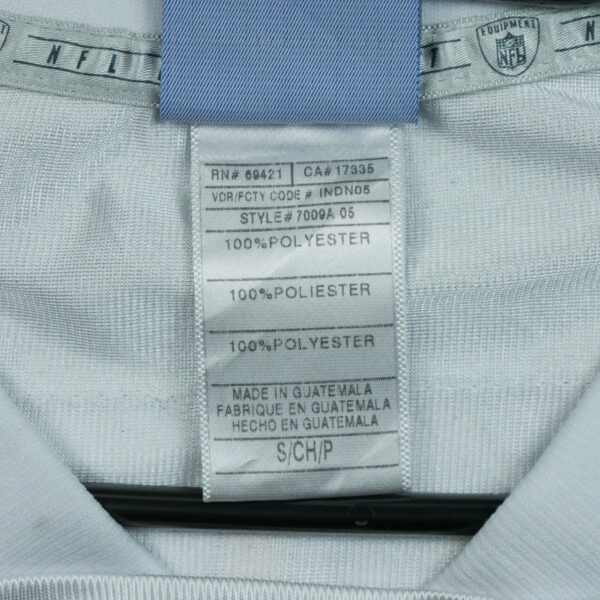 NFL
EQUIPMENT
NFL
N
RN# 69421 CA# 17335
VDR/FCTY CODE # INDN05
STYLE# 7009A 05
100%POLYESTER
100%POLIESTER
100%POLYESTER
MADE IN GUATEMALA
FABRIQUE EN GUATEMALA
HECHO EN GUATEMALA
S/CH/P